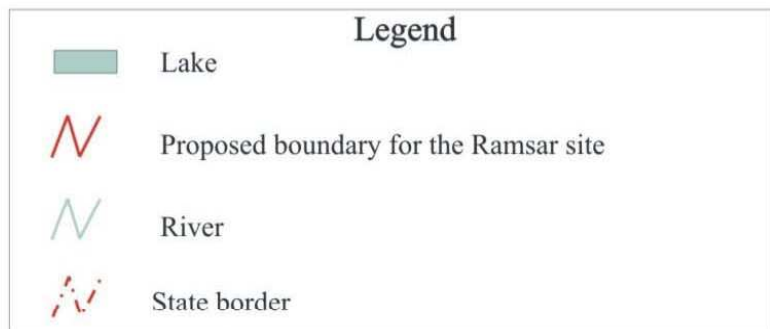 Legend
Lake
Proposed boundary for the Ramsar site
River
State border